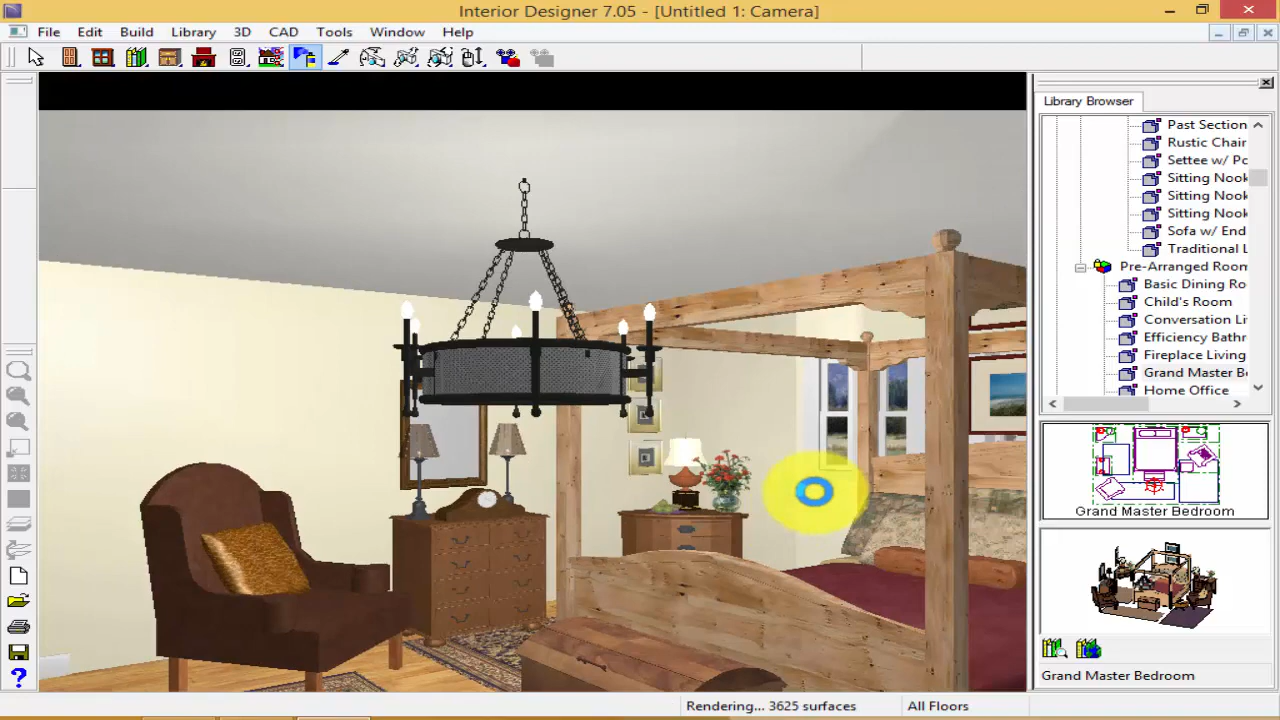 Interior Designer 7.05 - [Untitled 1: Camera]
File Edit Build Library 3D CAD Tools Window Help
Library Browser
Past Section
Rustic Chair
Settee w/ Pc
Sitting Nook
Sitting Nook
Sitting Nook
Sofa w/ End
Traditional L
Pre-Arranged Room
Basic Dining Ro
Child's Room
Conversation Li
Efficiency Bathr
Fireplace Living
Grand Master Be
Home Office
Grand Master Bedroom
Grand Master Bedroom
Rendering... 3625 surfaces All Floors